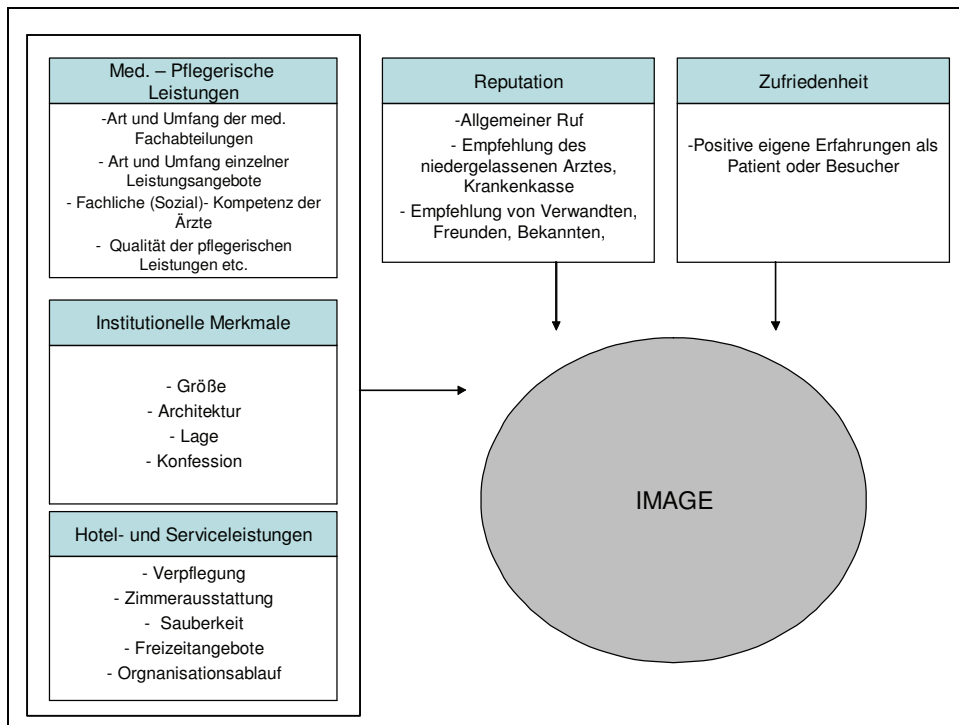 Med. – Pflegerische
Leistungen
-Art und Umfang der med.
Fachabteilungen
- Art und Umfang einzelner
Leistungsangebote
- Fachliche (Sozial)- Kompetenz der
Ärzte
- Qualität der pflegerischen
Leistungen etc.
Institutionelle Merkmale
- Größe
- Architektur
- Lage
- Konfession
Hotel- und Serviceleistungen
- Verpflegung
- Zimmerausstattung
- Sauberkeit
- Freizeitangebote
- Orgnanisationsablauf
Reputation
-Allgemeiner Ruf
- Empfehlung des
niedergelassenen Arztes,
Krankenkasse
- Empfehlung von Verwandten,
Freunden, Bekannten,
Zufriedenheit
-Positive eigene Erfahrungen als
Patient oder Besucher
IMAGE